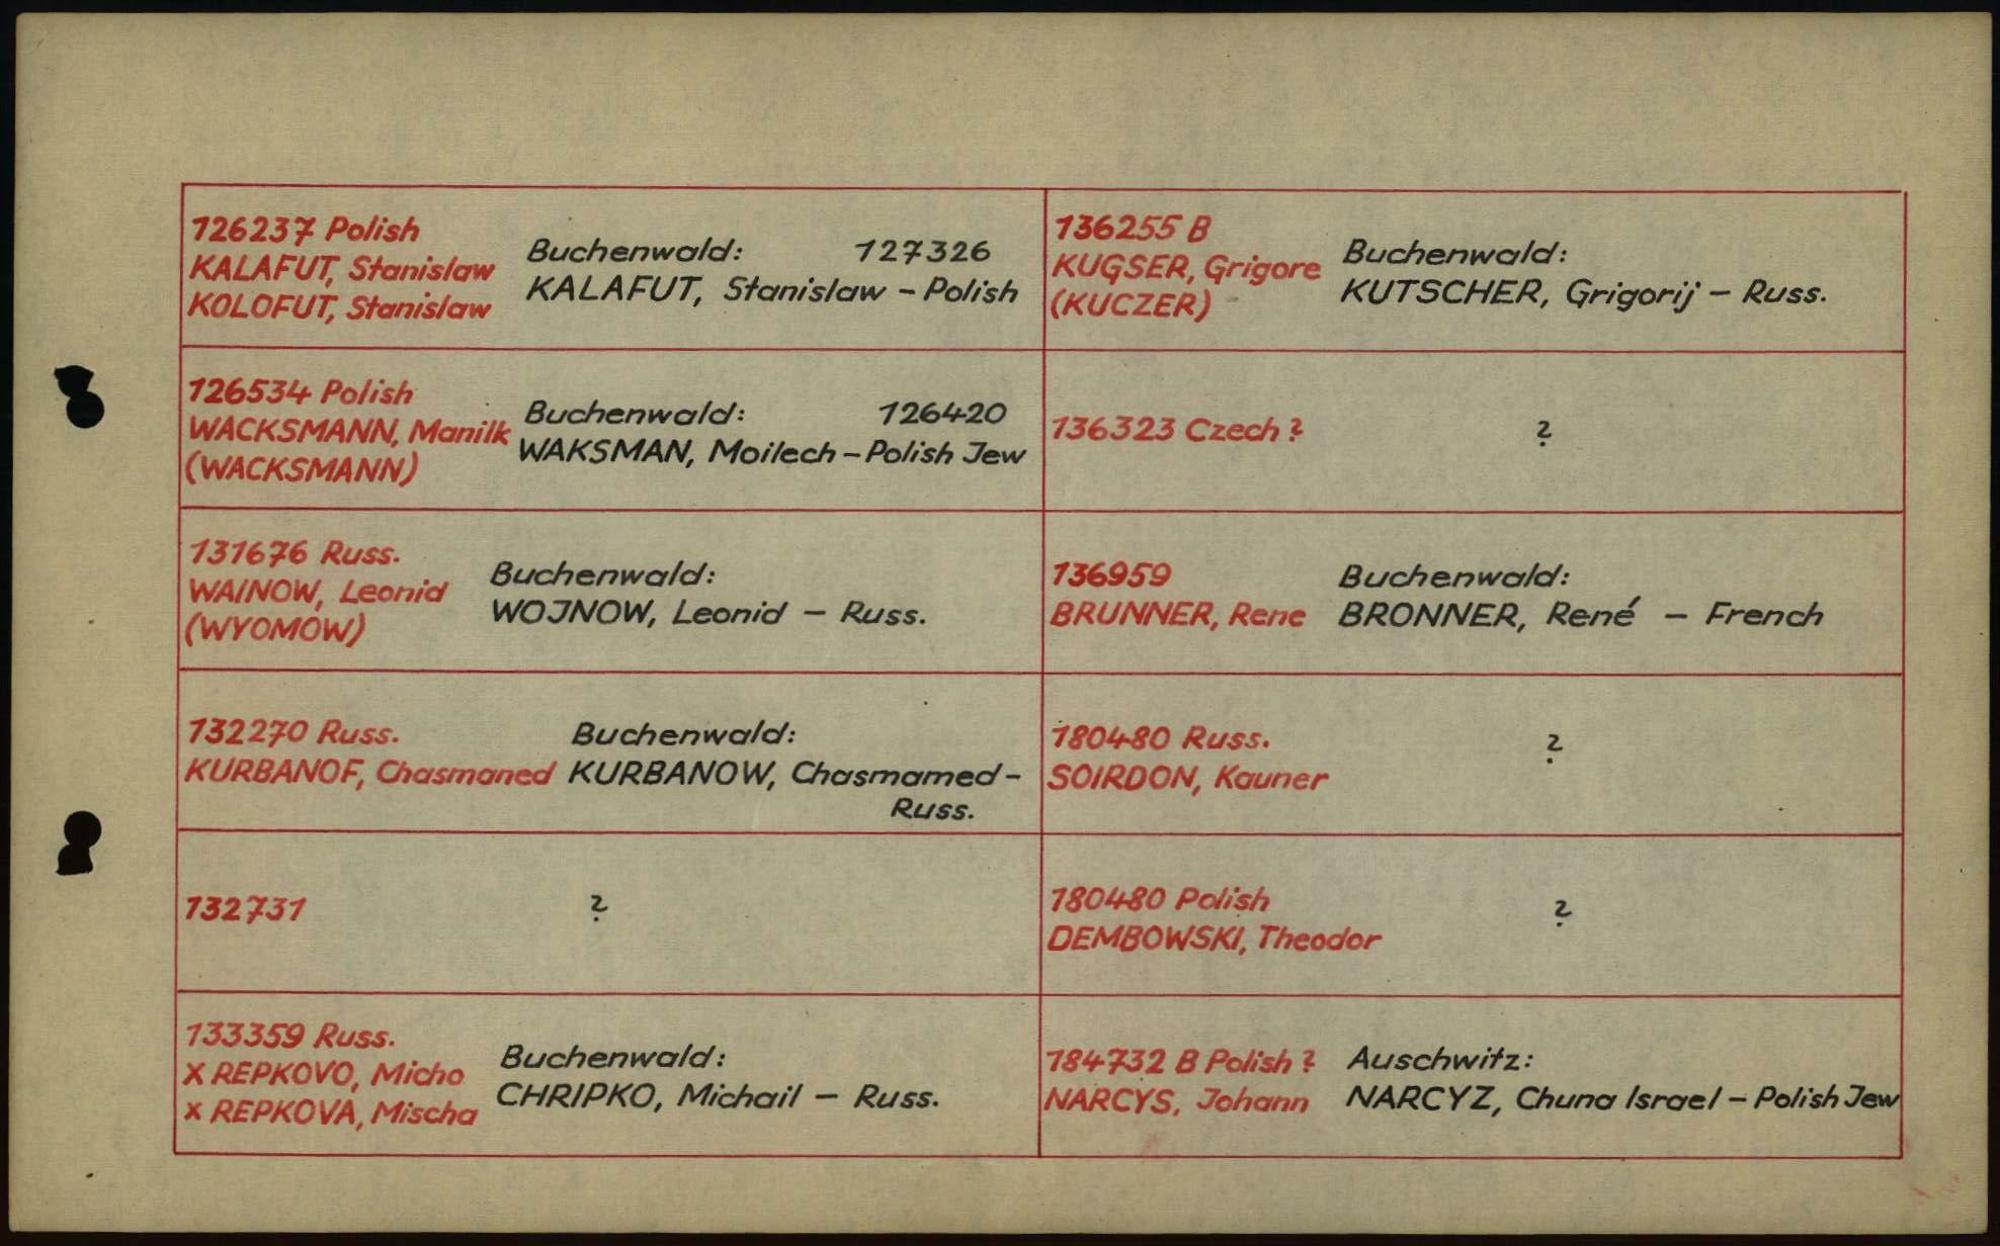 126237 Polish
KALAFUT, Stanislaw
KOLOFUT, Stanislaw
Buchenwald: 127326
KALAFUT, Stanislaw - Polish
126534 Polish
WACKSMANN, Manilk
(WACKSMANN)
Buchenwald: 126420
WAKSMAN, Moilech - Polish Jew
131676 Russ.
WAINOW, Leonid
(WYOMOW)
Buchenwald:
WOJNOW, Leonid - Russ.
132270 Russ.
KURBANOF, Chasmaned
Buchenwald:
KURBANOW, Chasmamed -
Russ.
132731 ?
133359 Russ.
X REPKOVO, Micho
X REPKOVA, Mischa
Buchenwald:
CHRIPKO, Michail - Russ.
136255 B
KUGSER, Grigore
(KUCZER)
Buchenwald:
KUTSCHER, Grigorij - Russ.
136323 Czech ? ?
136959
BRUNNER, Rene
Buchenwald:
BRONNER, René - French
180480 Russ.
SOIRDON, Kauner
?
180480 Polish
DEMBOWSKI, Theodor
?
184732 B Polish ?
NARCYS, Johann
Auschwitz:
NARCYZ, Chuna Israel - Polish Jew